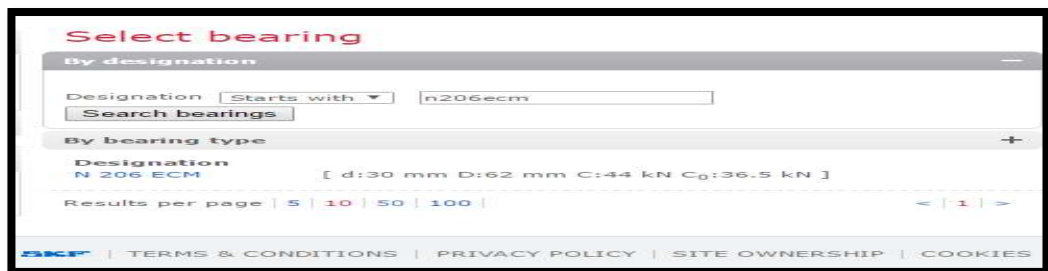 Select bearing
By designation —
Designation Starts with ▼ n206ecm
Search bearings
By bearing type +
Designation
N 206 ECM [ d:30 mm D:62 mm C:44 kN C₀:36.5 kN ]
Results per page | 5 | 10 | 50 | 100 | < | 1 | >
SKF | TERMS & CONDITIONS | PRIVACY POLICY | SITE OWNERSHIP | COOKIES